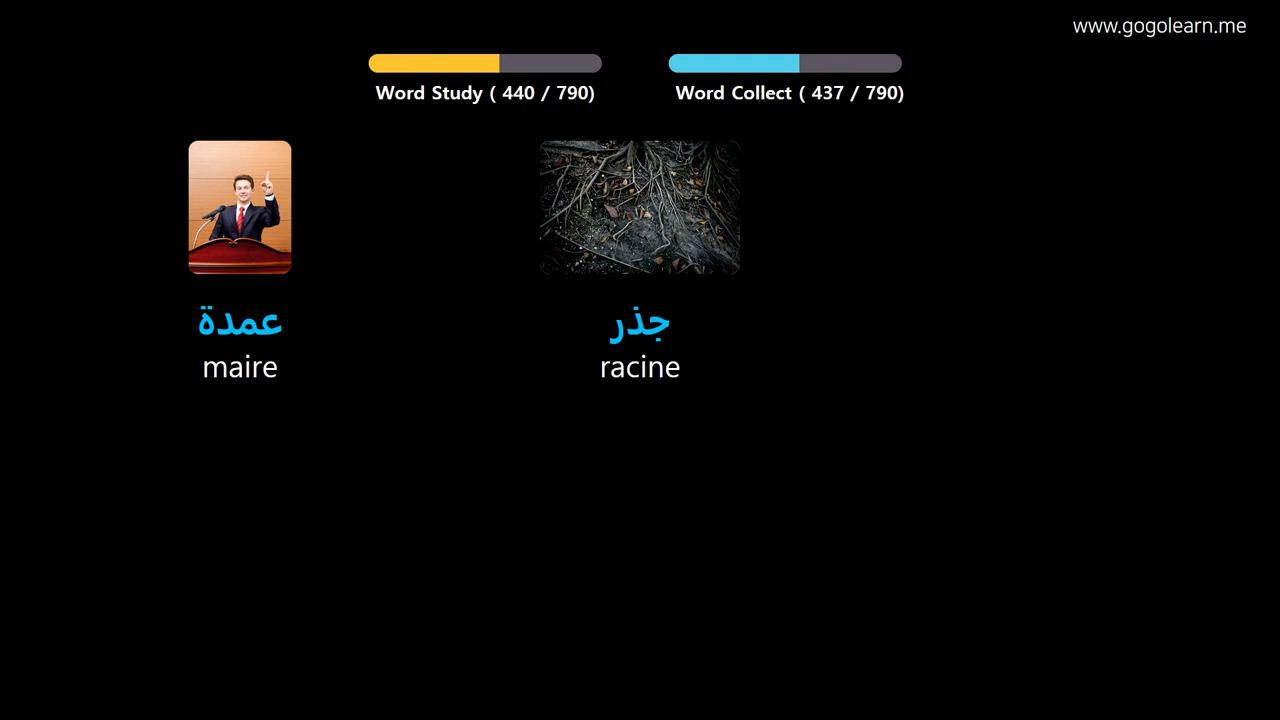 www.gogolearn.me
Word Study ( 440 / 790)
Word Collect ( 437 / 790)
عمدة
maire
جذر
racine